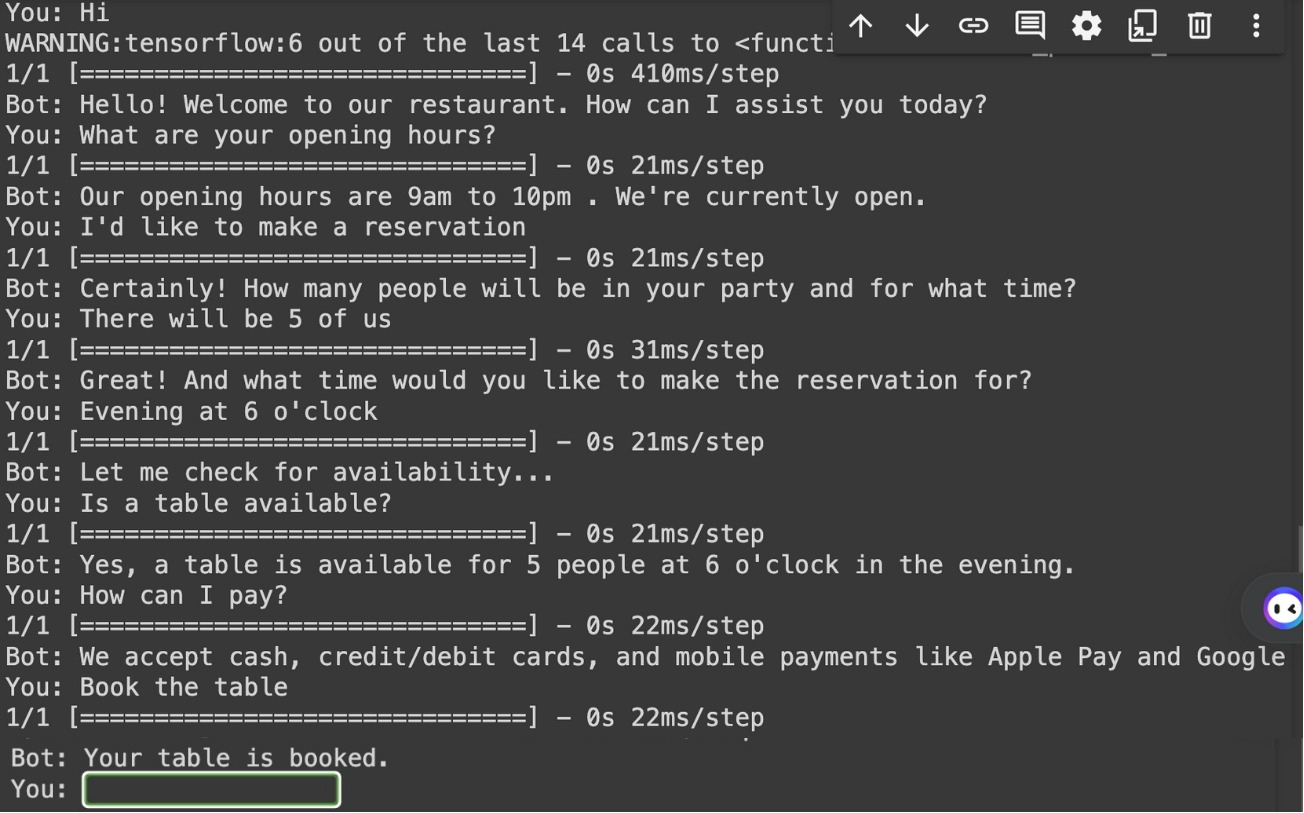 You: Hi
WARNING:tensorflow:6 out of the last 14 calls to <functi
1/1 [==============================] - 0s 410ms/step
Bot: Hello! Welcome to our restaurant. How can I assist you today?
You: What are your opening hours?
1/1 [==============================] - 0s 21ms/step
Bot: Our opening hours are 9am to 10pm . We're currently open.
You: I'd like to make a reservation
1/1 [==============================] - 0s 21ms/step
Bot: Certainly! How many people will be in your party and for what time?
You: There will be 5 of us
1/1 [==============================] - 0s 31ms/step
Bot: Great! And what time would you like to make the reservation for?
You: Evening at 6 o'clock
1/1 [==============================] - 0s 21ms/step
Bot: Let me check for availability...
You: Is a table available?
1/1 [==============================] - 0s 21ms/step
Bot: Yes, a table is available for 5 people at 6 o'clock in the evening.
You: How can I pay?
1/1 [==============================] - 0s 22ms/step
Bot: We accept cash, credit/debit cards, and mobile payments like Apple Pay and Google
You: Book the table
1/1 [==============================] - 0s 22ms/step
Bot: Your table is booked.
You: